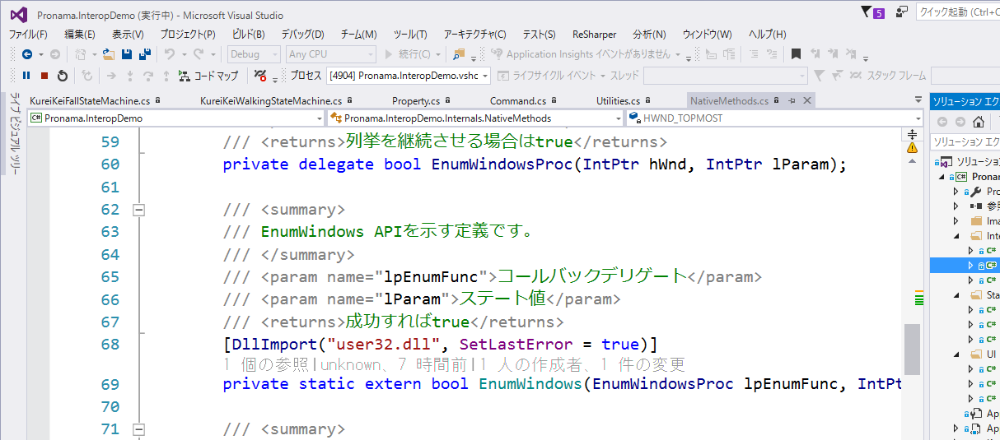 Pronama.InteropDemo (実行中) - Microsoft Visual Studio
5
クイック起動 (Ctrl+C
ファイル(F) 編集(E) 表示(V) プロジェクト(P) ビルド(B) デバッグ(D) チーム(M) ツール(T) アーキテクチャ(C) テスト(S) ReSharper 分析(N) ウィンドウ(W) ヘルプ(H)
Debug Any CPU 続行(C) Application Insights イベントがありません
コード マップ プロセス [4904] Pronama.InteropDemo.vshc ライフサイクル イベント スレッド スタック フレーム
ライブ ビジュアル ツリー
KureiKeiFallStateMachine.cs KureiKeiWalkingStateMachine.cs Property.cs Command.cs Utilities.cs NativeMethods.cs
Pronama.InteropDemo Pronama.InteropDemo.Internals.NativeMethods HWND_TOPMOST
59 /// <returns>列挙を継続させる場合はtrue</returns>
60 private delegate bool EnumWindowsProc(IntPtr hWnd, IntPtr lParam);
61
62 /// <summary>
63 /// EnumWindows APIを示す定義です。
64 /// </summary>
65 /// <param name="lpEnumFunc">コールバックデリゲート</param>
66 /// <param name="lParam">ステート値</param>
67 /// <returns>成功すればtrue</returns>
68 [DllImport("user32.dll", SetLastError = true)]
1 個の参照|unknown、7 時間前|1 人の作成者、1 件の変更
69 private static extern bool EnumWindows(EnumWindowsProc lpEnumFunc, IntPt
70
71 /// <summary>
ソリューション エク
ソリューション エク
ソリューション
C# Prona
Pro
参照
Ima
Inte
C#
C#
C#
Sta
C#
C#
C#
UI
C#
C#
C#
Ap
Ap